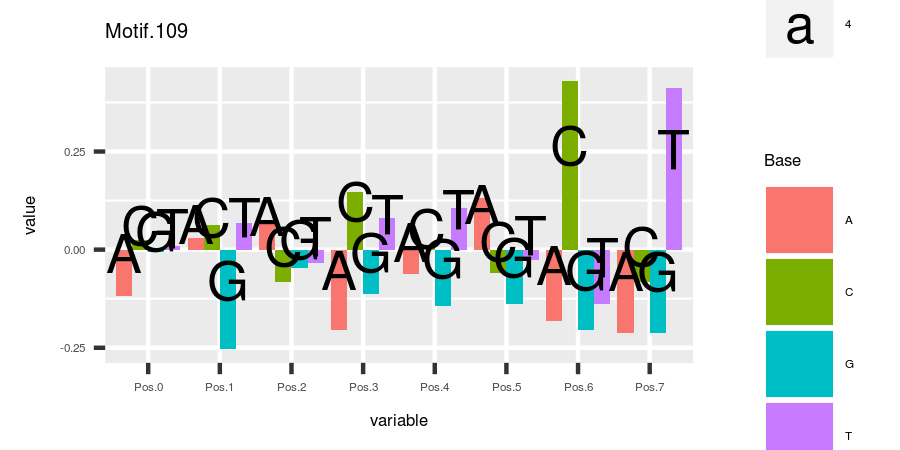 Motif.109
a 4
value
0.25
0.00
-0.25
A C G T A C G T A C G T A C G T A C G T A C G T A C G T A C G T
Pos.0 Pos.1 Pos.2 Pos.3 Pos.4 Pos.5 Pos.6 Pos.7
variable
Base
A
C
G
T